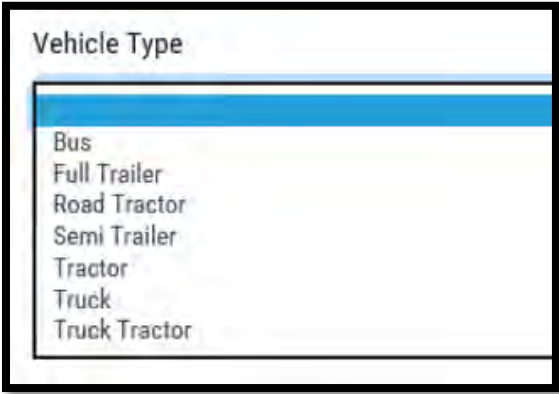 Vehicle Type
Bus
Full Trailer
Road Tractor
Semi Trailer
Tractor
Truck
Truck Tractor